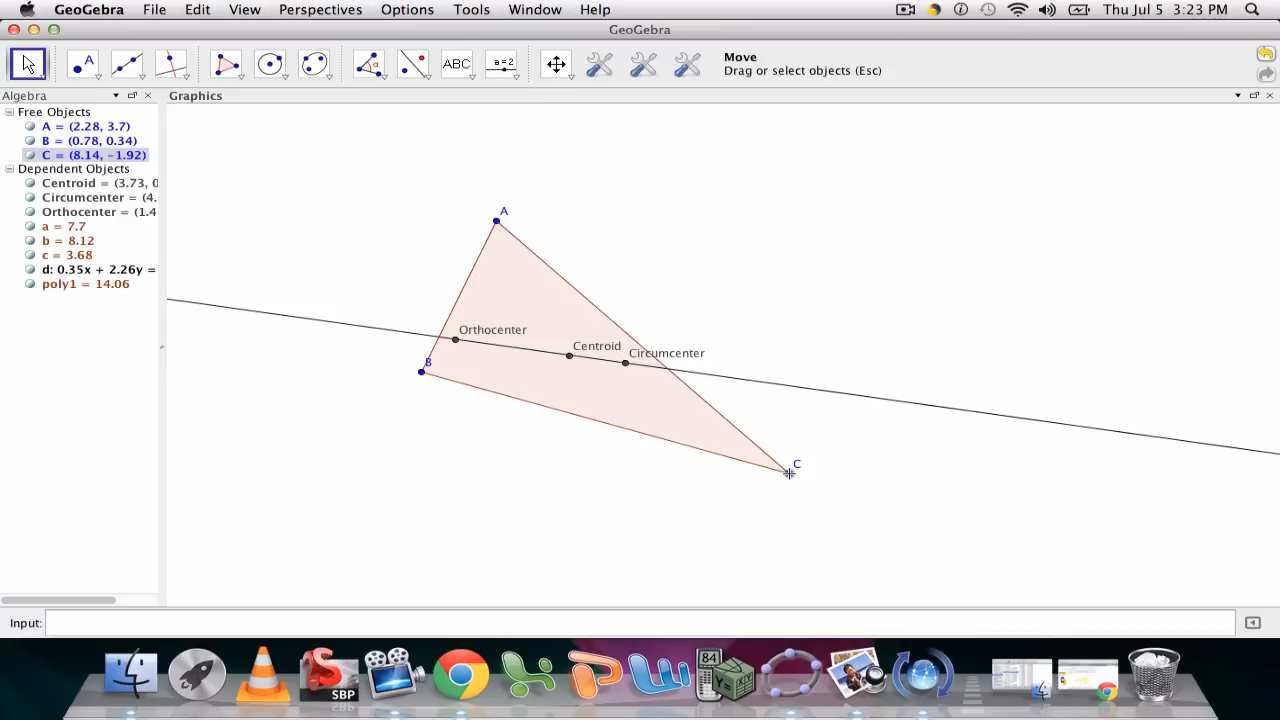 GeoGebra File Edit View Perspectives Options Tools Window Help Thu Jul 5 3:23 PM
GeoGebra
A
α
ABC
a=2
Move
Drag or select objects (Esc)
Algebra
Graphics
Free Objects
A = (2.28, 3.7)
B = (0.78, 0.34)
C = (8.14, −1.92)
Dependent Objects
Centroid = (3.73, 0
Circumcenter = (4.
Orthocenter = (1.4
a = 7.7
b = 8.12
c = 3.68
d: 0.35x + 2.26y =
poly1 = 14.06
A
Orthocenter
Centroid
Circumcenter
B
C
Input:
SBP
84